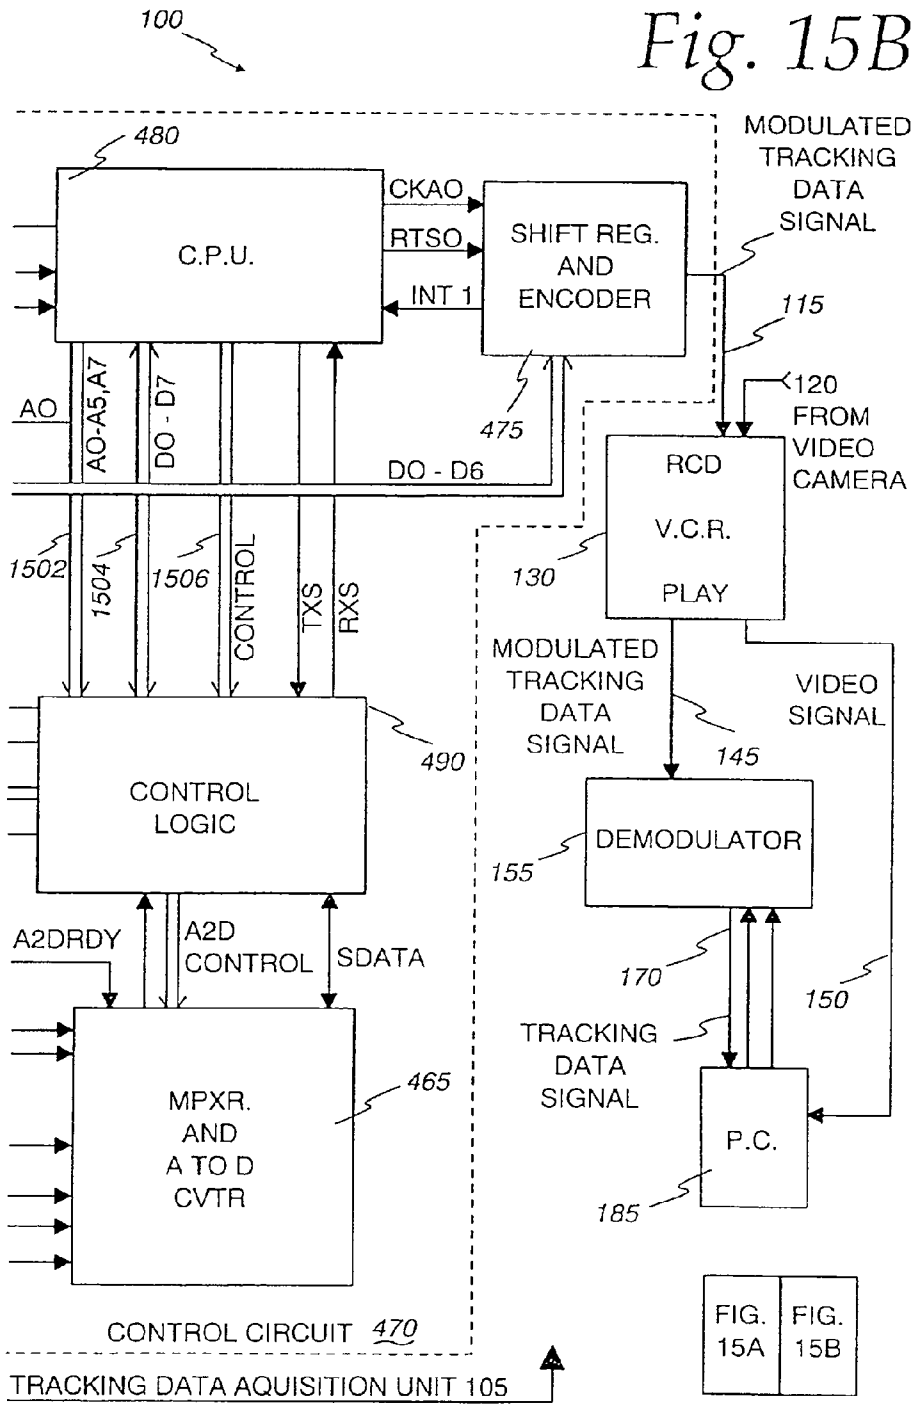 100
Fig. 15B
480
C.P.U.
CKAO
RTSO
INT 1
SHIFT REG.
AND
ENCODER
475
MODULATED
TRACKING
DATA
SIGNAL
115
120
FROM
VIDEO
CAMERA
AO
AO-A5,A7
DO - D7
DO - D6
1502
1504
1506
CONTROL
TXS
RXS
RCD
V.C.R.
PLAY
130
MODULATED
TRACKING
DATA
SIGNAL
145
VIDEO
SIGNAL
CONTROL
LOGIC
490
DEMODULATOR
155
A2DRDY
A2D
CONTROL
SDATA
170
150
TRACKING
DATA
SIGNAL
MPXR.
AND
A TO D
CVTR
465
P.C.
185
CONTROL CIRCUIT 470
TRACKING DATA AQUISITION UNIT 105
FIG.
15A
FIG.
15B